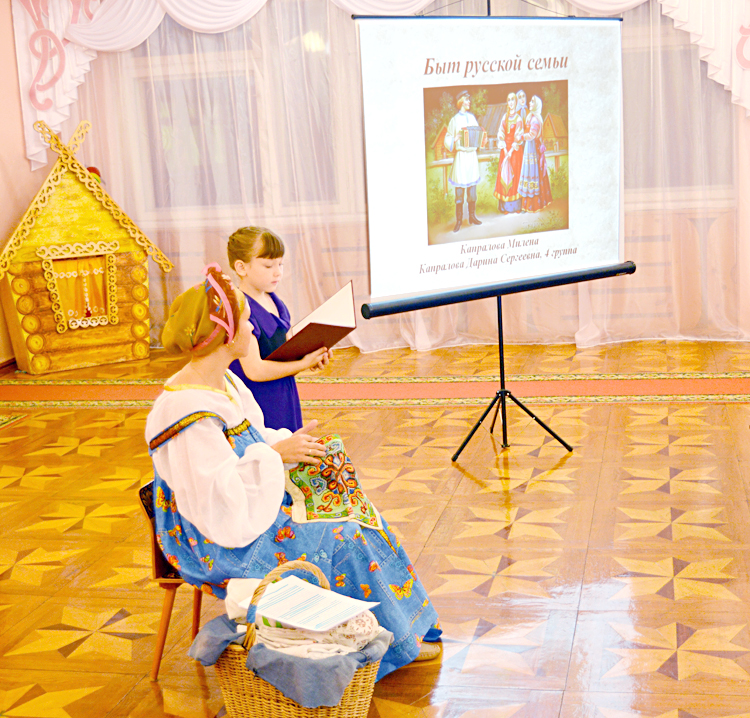 Быт русской семьи
Капралова Милена
Капралова Дарина Сергеевна. 4 группа